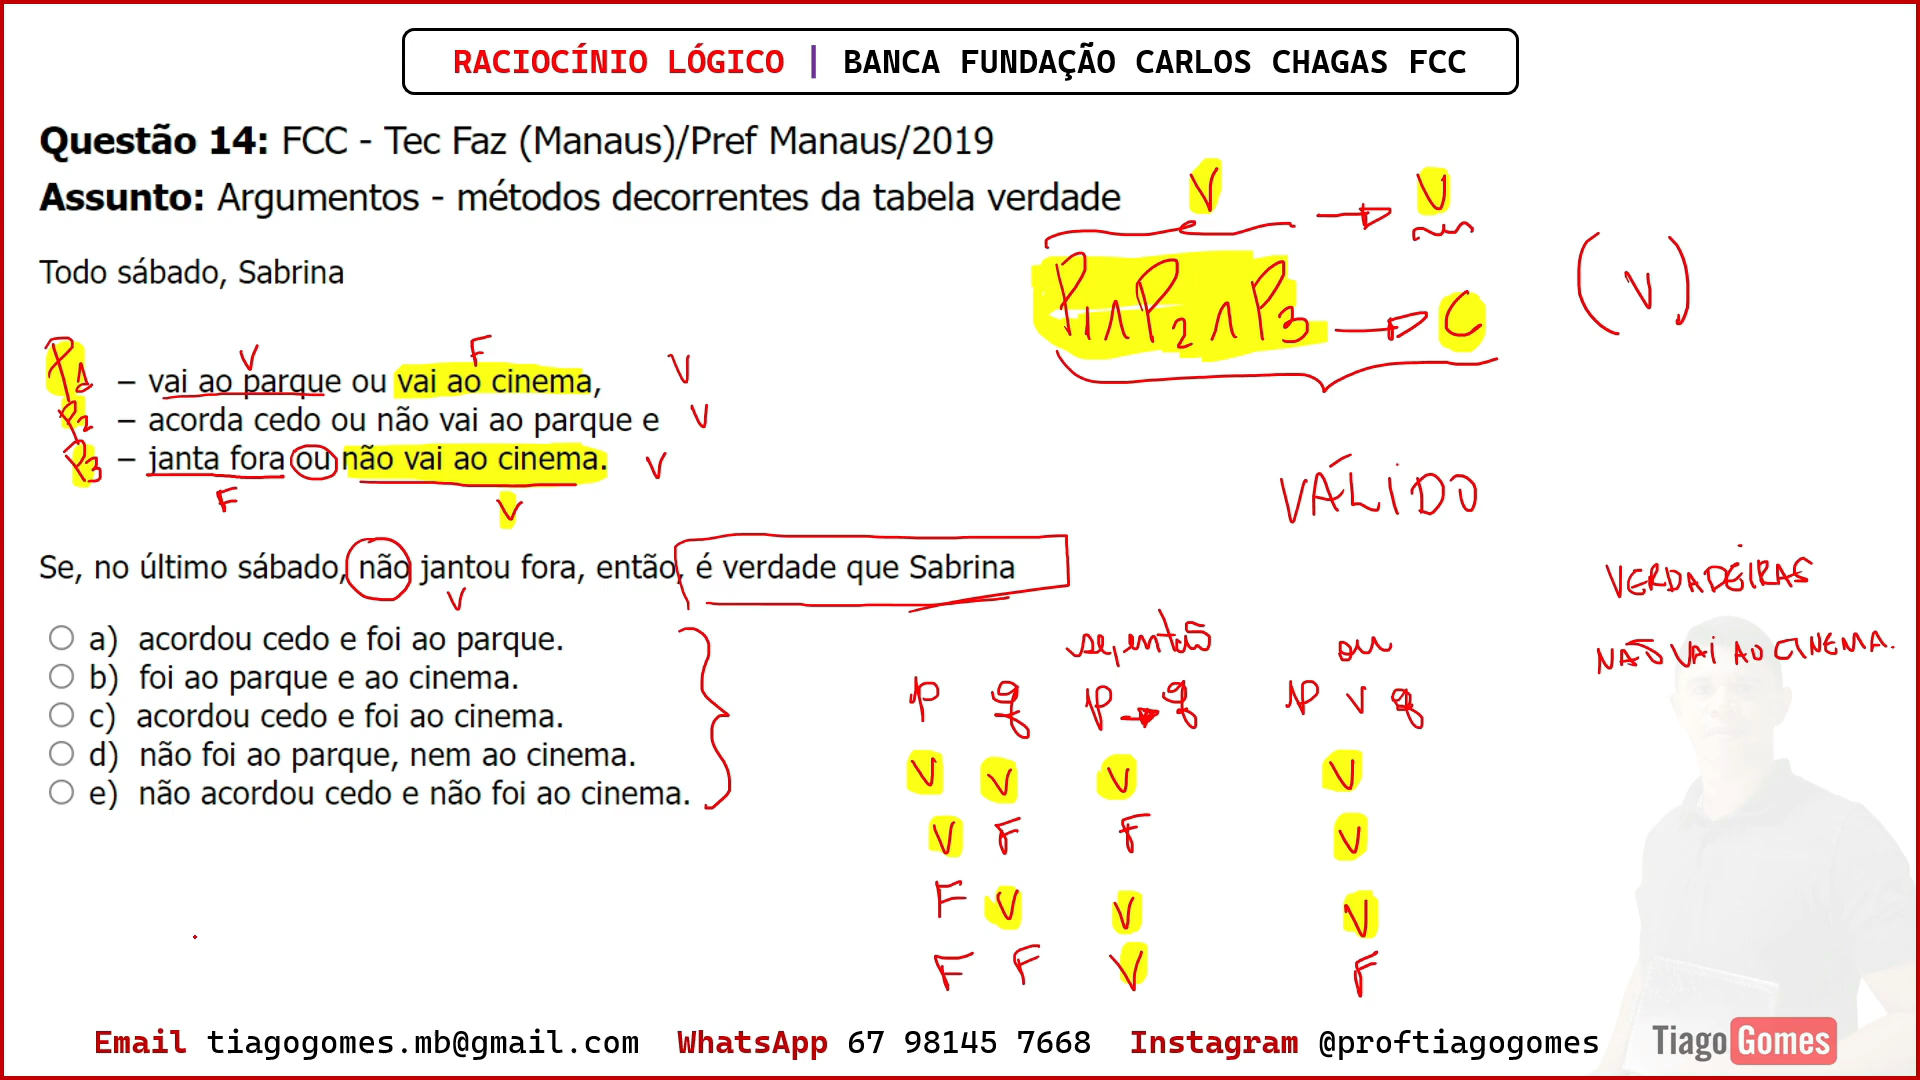 RACIOCÍNIO LÓGICO | BANCA FUNDAÇÃO CARLOS CHAGAS FCC
Questão 14: FCC - Tec Faz (Manaus)/Pref Manaus/2019
Assunto: Argumentos - métodos decorrentes da tabela verdade
V → V
Todo sábado, Sabrina
P1 ∧ P2 ∧ P3 → C
(V)
V F
P1 – vai ao parque ou vai ao cinema, V
P2 – acorda cedo ou não vai ao parque e V
P3 – janta fora ou não vai ao cinema. V
F V
VÁLIDO
Se, no último sábado, não jantou fora, então, é verdade que Sabrina
V
VERDADEIRAS
NÃO VAI AO CINEMA.
a) acordou cedo e foi ao parque.
b) foi ao parque e ao cinema.
c) acordou cedo e foi ao cinema.
d) não foi ao parque, nem ao cinema.
e) não acordou cedo e não foi ao cinema.
se, então ou
p q p → q p v q
V V V V
V F F V
F V V V
F F V F
Email tiagogomes.mb@gmail.com WhatsApp 67 98145 7668 Instagram @proftiagogomes
Tiago Gomes